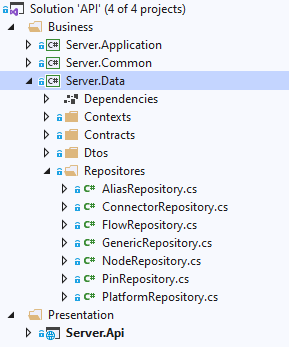 Solution 'API' (4 of 4 projects)
Business
C# Server.Application
C# Server.Common
C# Server.Data
Dependencies
Contexts
Contracts
Dtos
Repositores
C# AliasRepository.cs
C# ConnectorRepository.cs
C# FlowRepository.cs
C# GenericRepository.cs
C# NodeRepository.cs
C# PinRepository.cs
C# PlatformRepository.cs
Presentation
Server.Api